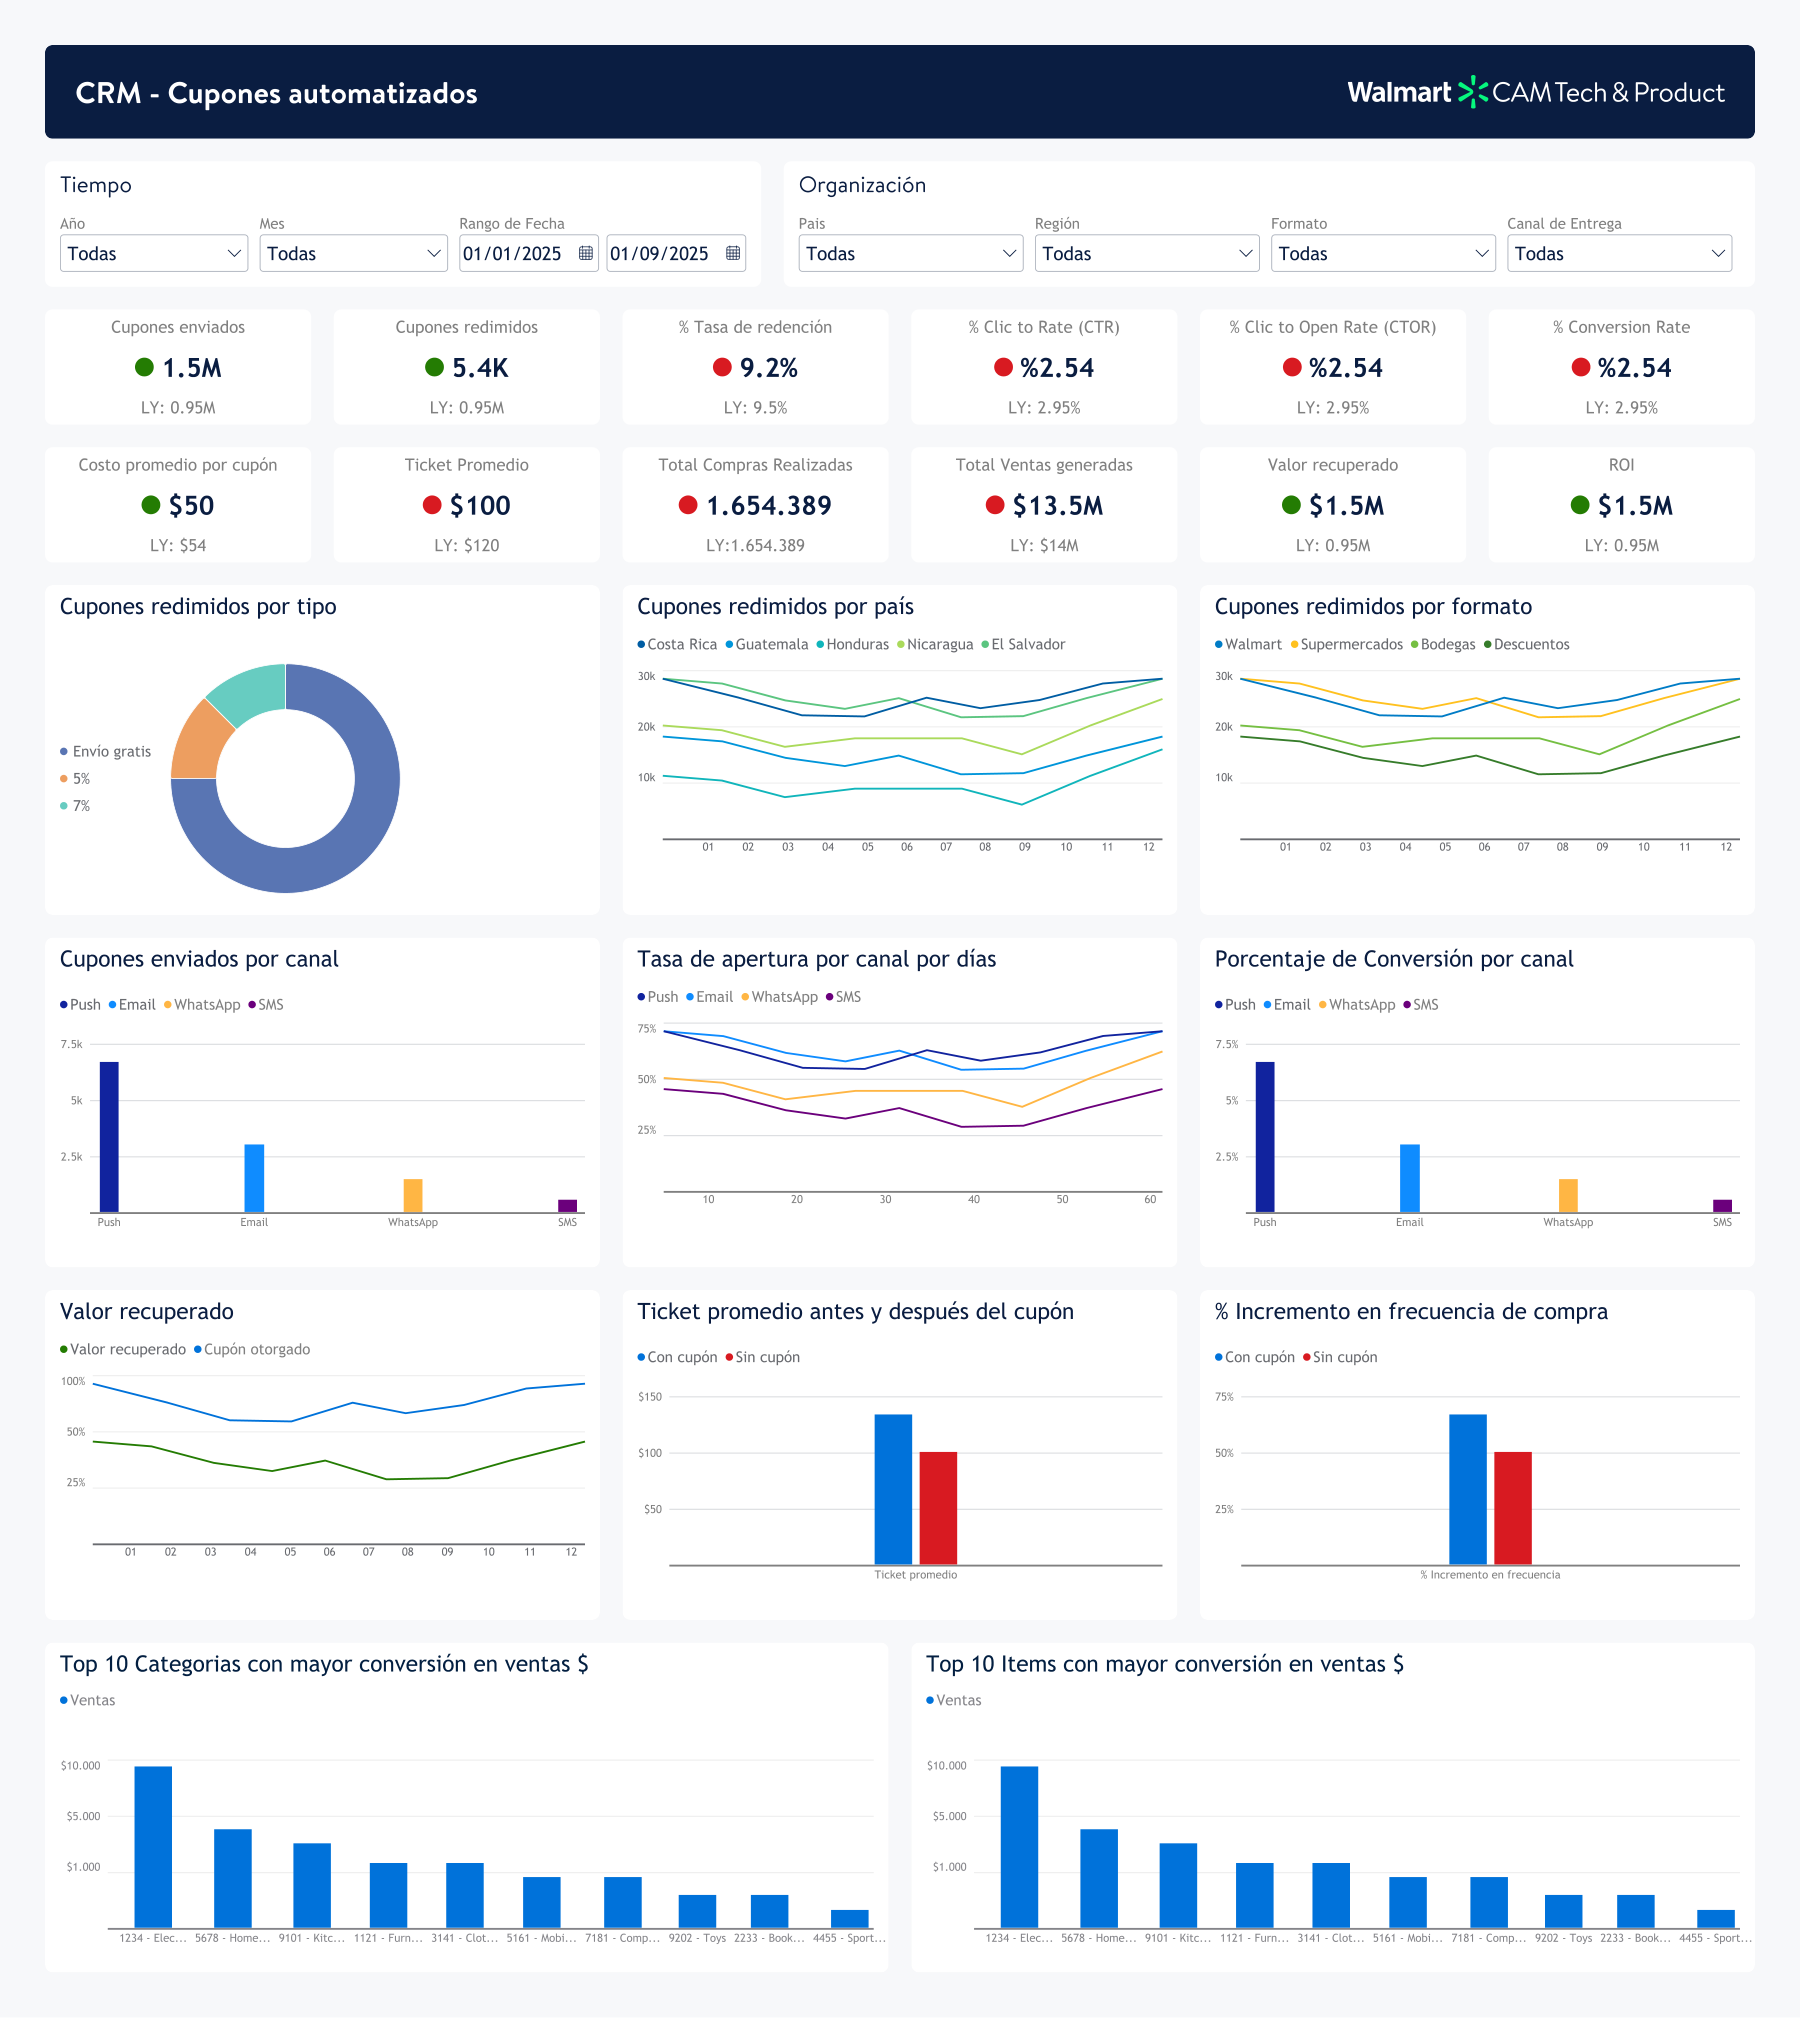 CRM - Cupones automatizados
Walmart CAM Tech & Product
Tiempo
Año
Mes
Rango de Fecha
Todas
Todas
01/01/2025
01/09/2025
Organización
Pais
Región
Formato
Canal de Entrega
Todas
Todas
Todas
Todas
Cupones enviados
1.5M
LY: 0.95M
Cupones redimidos
5.4K
LY: 0.95M
% Tasa de redención
9.2%
LY: 9.5%
% Clic to Rate (CTR)
%2.54
LY: 2.95%
% Clic to Open Rate (CTOR)
%2.54
LY: 2.95%
% Conversion Rate
%2.54
LY: 2.95%
Costo promedio por cupón
$50
LY: $54
Ticket Promedio
$100
LY: $120
Total Compras Realizadas
1.654.389
LY:1.654.389
Total Ventas generadas
$13.5M
LY: $14M
Valor recuperado
$1.5M
LY: 0.95M
ROI
$1.5M
LY: 0.95M
Cupones redimidos por tipo
Envío gratis
5%
7%
Cupones redimidos por país
Costa Rica Guatemala Honduras Nicaragua El Salvador
30k
20k
10k
01 02 03 04 05 06 07 08 09 10 11 12
Cupones redimidos por formato
Walmart Supermercados Bodegas Descuentos
30k
20k
10k
01 02 03 04 05 06 07 08 09 10 11 12
Cupones enviados por canal
Push Email WhatsApp SMS
7.5k
5k
2.5k
Push Email WhatsApp SMS
Tasa de apertura por canal por días
Push Email WhatsApp SMS
75%
50%
25%
10 20 30 40 50 60
Porcentaje de Conversión por canal
Push Email WhatsApp SMS
7.5%
5%
2.5%
Push Email WhatsApp SMS
Valor recuperado
Valor recuperado Cupón otorgado
100%
50%
25%
01 02 03 04 05 06 07 08 09 10 11 12
Ticket promedio antes y después del cupón
Con cupón Sin cupón
$150
$100
$50
Ticket promedio
% Incremento en frecuencia de compra
Con cupón Sin cupón
75%
50%
25%
% Incremento en frecuencia
Top 10 Categorias con mayor conversión en ventas $
Ventas
$10.000
$5.000
$1.000
1234 - Elec... 5678 - Home... 9101 - Kitc... 1121 - Furn... 3141 - Clot... 5161 - Mobi... 7181 - Comp... 9202 - Toys 2233 - Book... 4455 - Sport...
Top 10 Items con mayor conversión en ventas $
Ventas
$10.000
$5.000
$1.000
1234 - Elec... 5678 - Home... 9101 - Kitc... 1121 - Furn... 3141 - Clot... 5161 - Mobi... 7181 - Comp... 9202 - Toys 2233 - Book... 4455 - Sport...